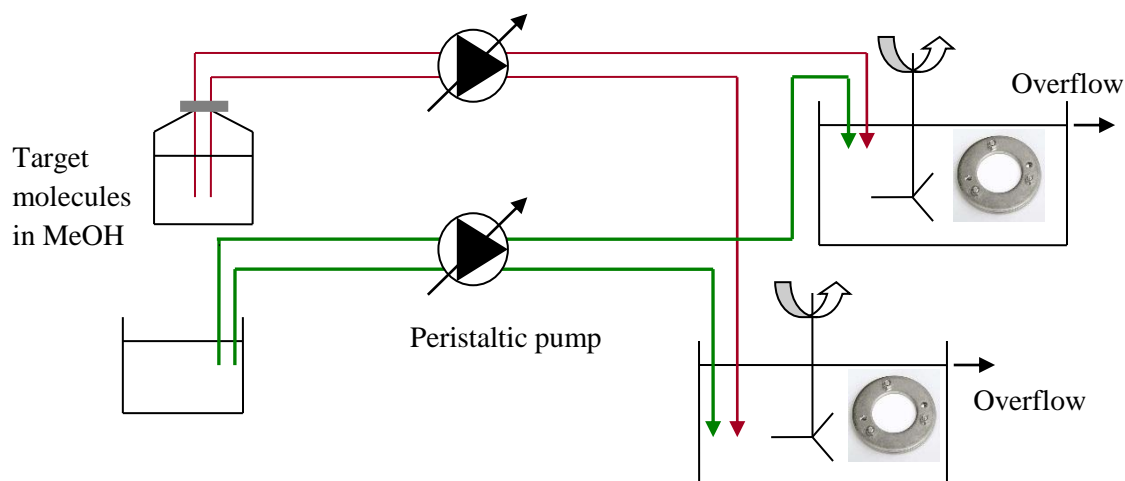 Overflow
Target
molecules
in MeOH
Peristaltic pump
Overflow